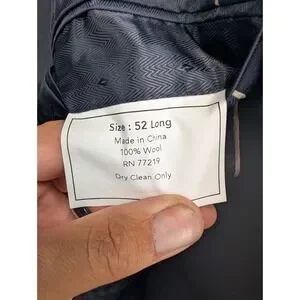 Size : 52 Long
Made in China
100% Wool
RN 77219
Dry Clean Only